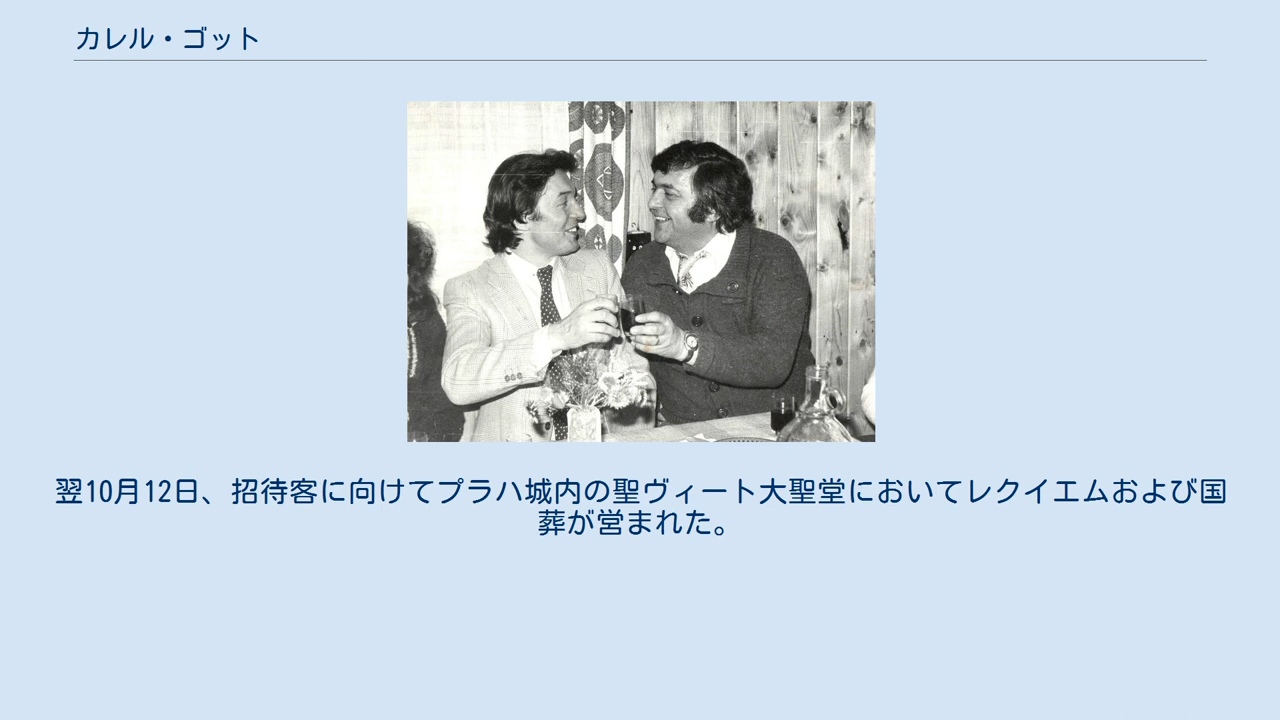 カレル・ゴット
翌10月12日、招待客に向けてプラハ城内の聖ヴィート大聖堂においてレクイエムおよび国
葬が営まれた。